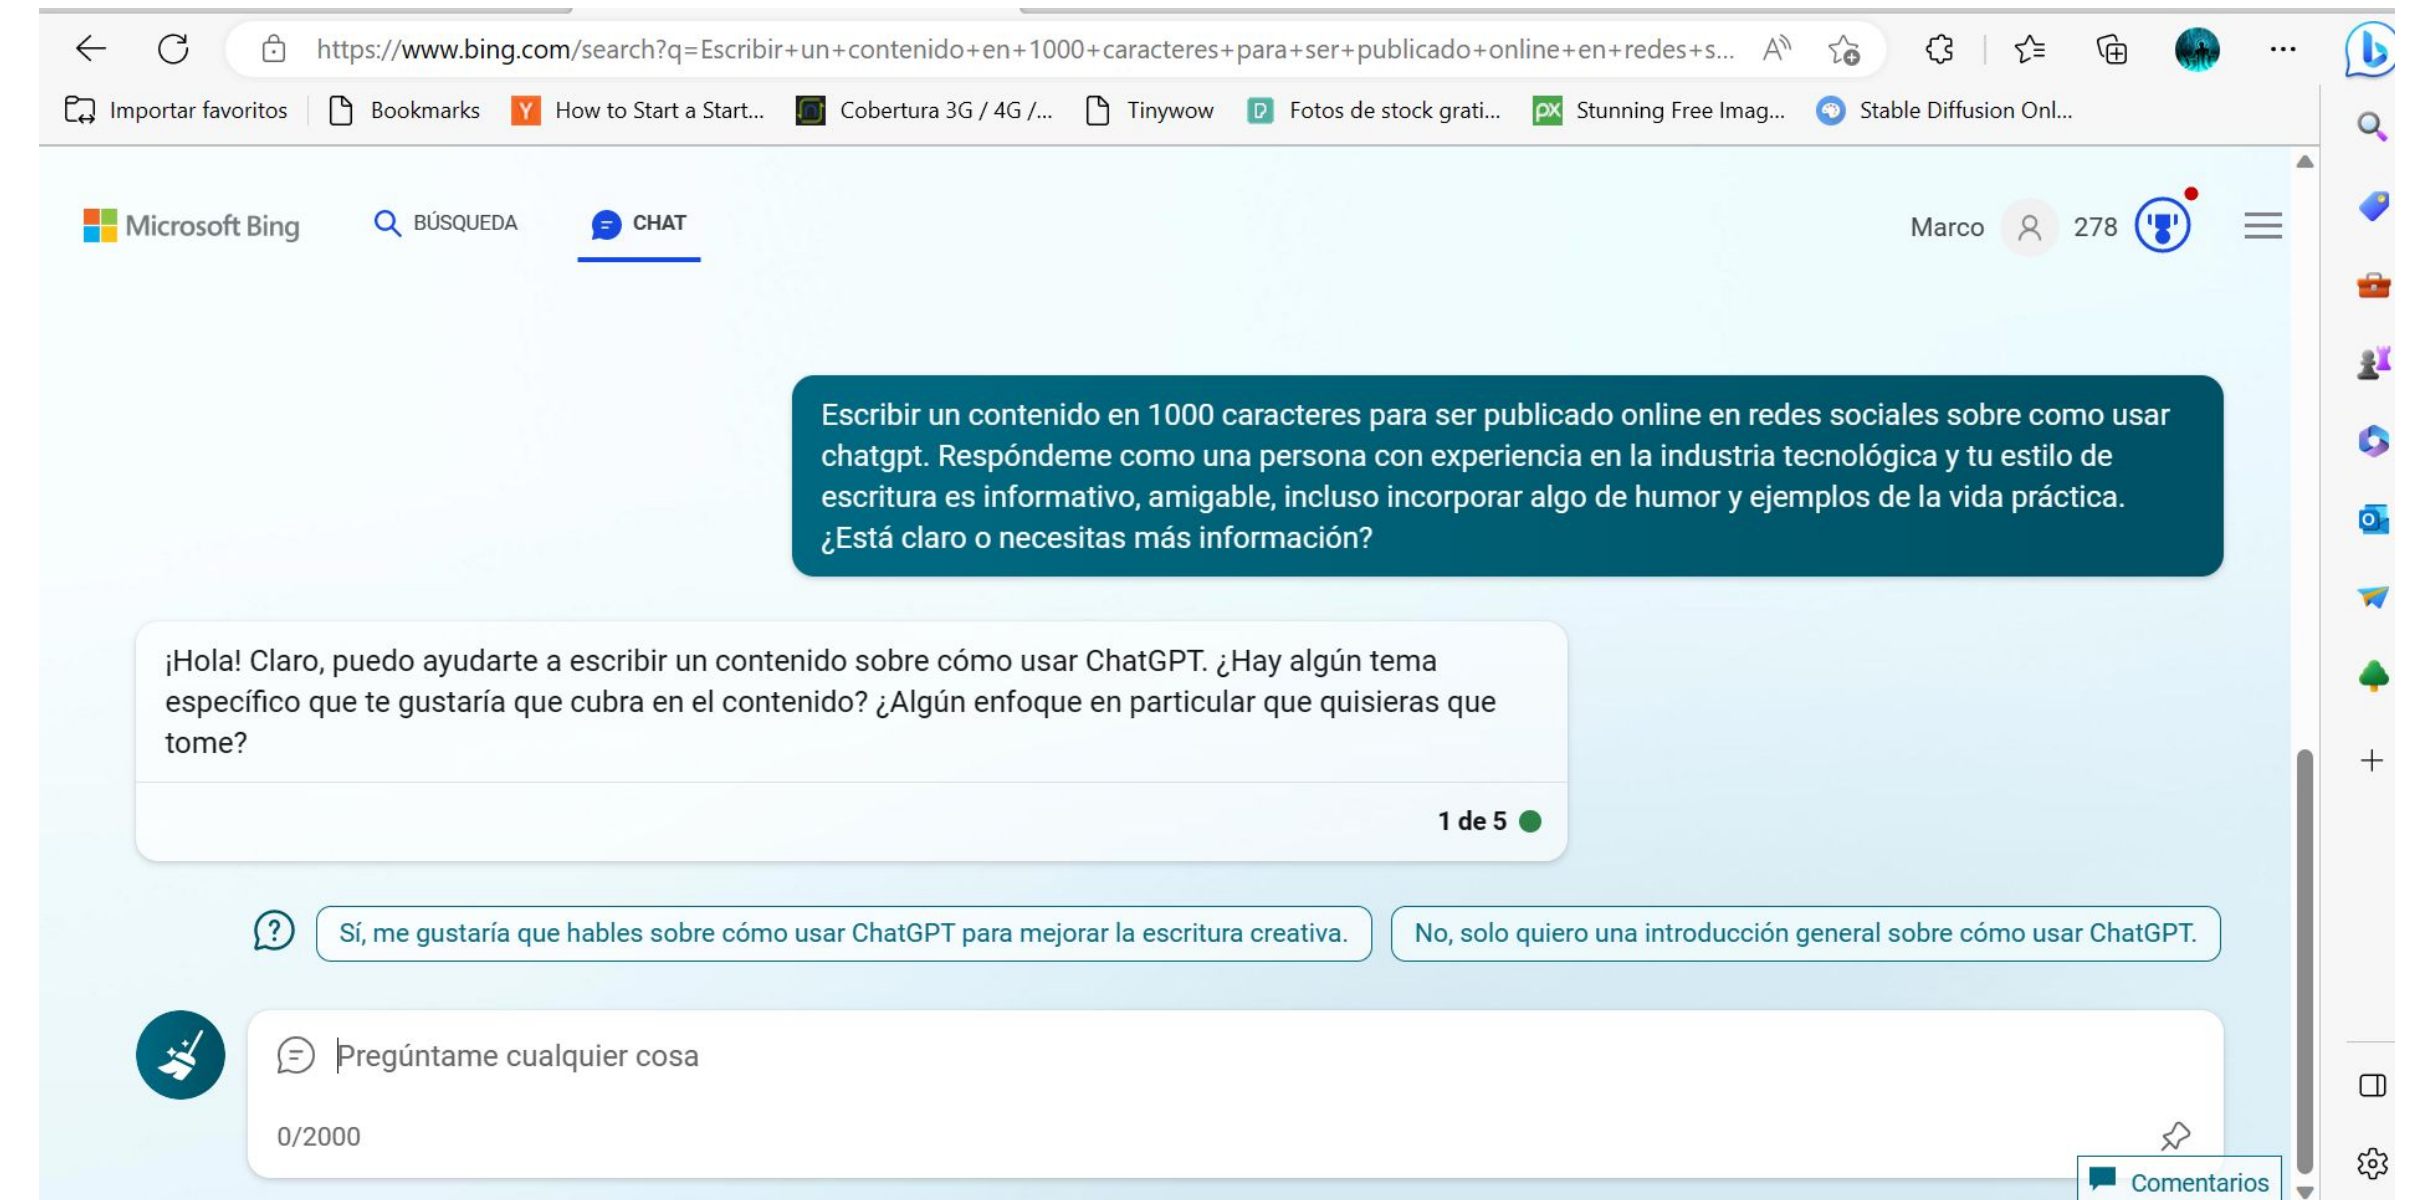 https://www.bing.com/search?q=Escribir+un+contenido+en+1000+caracteres+para+ser+publicado+online+en+redes+s...
Importar favoritos
Bookmarks
How to Start a Start...
Cobertura 3G / 4G /...
Tinywow
Fotos de stock grati...
Stunning Free Imag...
Stable Diffusion Onl...
Microsoft Bing
BÚSQUEDA
CHAT
Marco
278
Escribir un contenido en 1000 caracteres para ser publicado online en redes sociales sobre como usar
chatgpt. Respóndeme como una persona con experiencia en la industria tecnológica y tu estilo de
escritura es informativo, amigable, incluso incorporar algo de humor y ejemplos de la vida práctica.
¿Está claro o necesitas más información?
¡Hola! Claro, puedo ayudarte a escribir un contenido sobre cómo usar ChatGPT. ¿Hay algún tema
específico que te gustaría que cubra en el contenido? ¿Algún enfoque en particular que quisieras que
tome?
1 de 5
Sí, me gustaría que hables sobre cómo usar ChatGPT para mejorar la escritura creativa.
No, solo quiero una introducción general sobre cómo usar ChatGPT.
Pregúntame cualquier cosa
0/2000
Comentarios